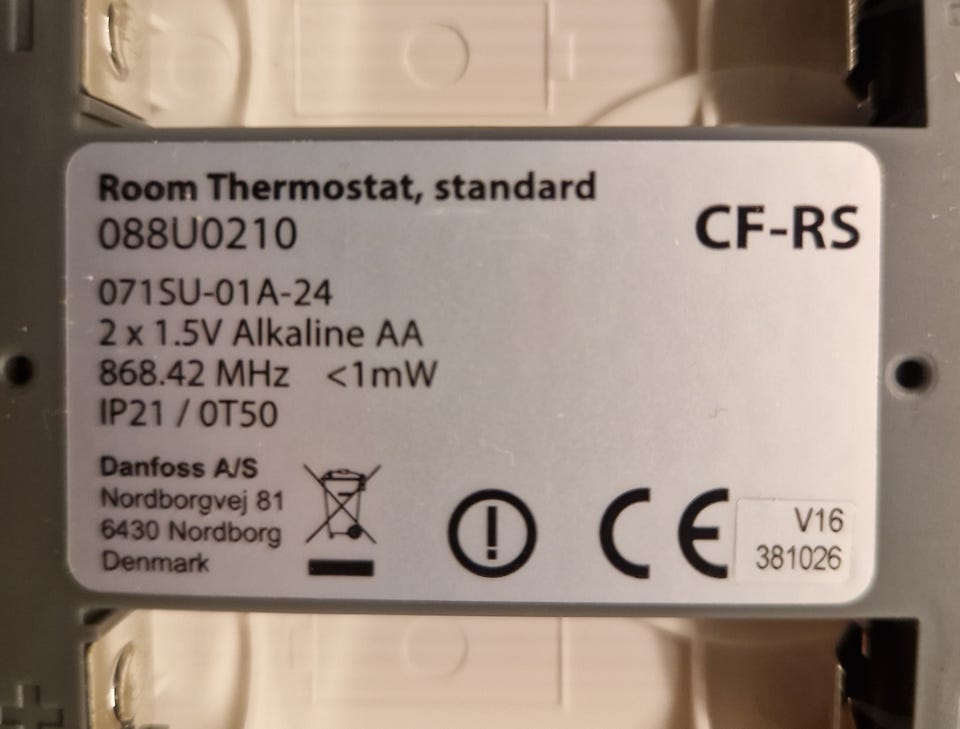 Room Thermostat, standard
088U0210
CF-RS
071SU-01A-24
2 x 1.5V Alkaline AA
868.42 MHz <1mW
IP21 / 0T50
Danfoss A/S
Nordborgvej 81
6430 Nordborg
Denmark
CE
V16
381026